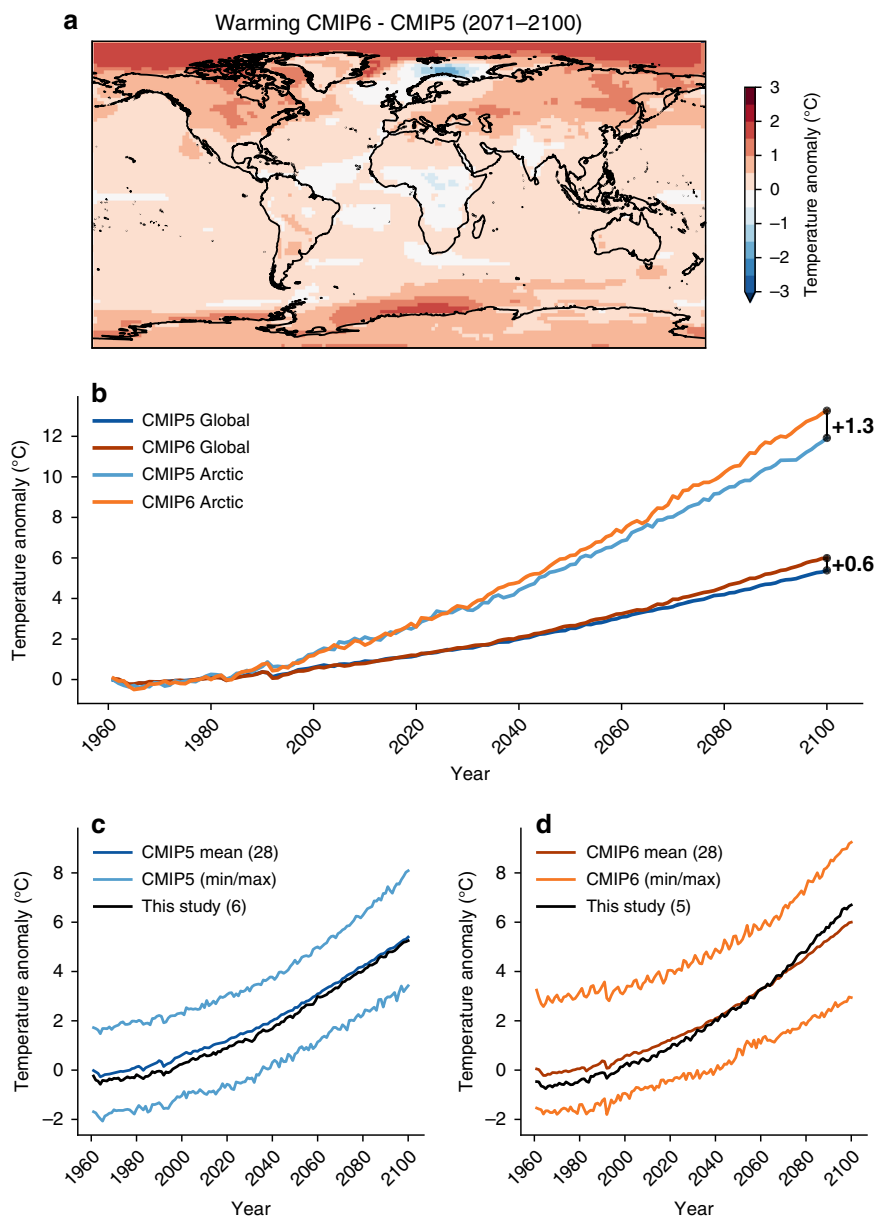 a
Warming CMIP6 - CMIP5 (2071–2100)
3
2
1
0
–1
–2
–3
Temperature anomaly (°C)
b
CMIP5 Global
CMIP6 Global
CMIP5 Arctic
CMIP6 Arctic
+1.3
+0.6
12
10
8
6
4
2
0
Temperature anomaly (°C)
1960
1980
2000
2020
2040
2060
2080
2100
Year
c
CMIP5 mean (28)
CMIP5 (min/max)
This study (6)
8
6
4
2
0
–2
Temperature anomaly (°C)
1960
1980
2000
2020
2040
2060
2080
2100
Year
d
CMIP6 mean (28)
CMIP6 (min/max)
This study (5)
8
6
4
2
0
–2
Temperature anomaly (°C)
1960
1980
2000
2020
2040
2060
2080
2100
Year